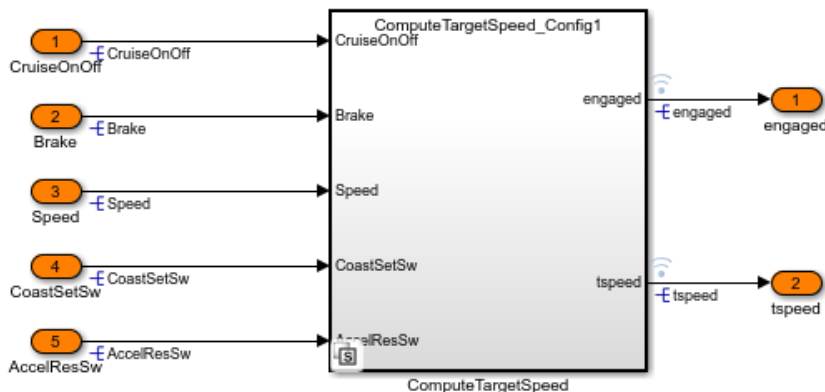 ComputeTargetSpeed_Config1
1
CruiseOnOff
CruiseOnOff
CruiseOnOff
2
Brake
Brake
Brake
3
Speed
Speed
Speed
4
CoastSetSw
CoastSetSw
CoastSetSw
5
AccelResSw
AccelResSw
AccelResSw
S
engaged
engaged
1
engaged
tspeed
tspeed
2
tspeed
ComputeTargetSpeed